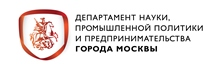 ДЕПАРТАМЕНТ НАУКИ,
ПРОМЫШЛЕННОЙ ПОЛИТИКИ
И ПРЕДПРИНИМАТЕЛЬСТВА
ГОРОДА МОСКВЫ